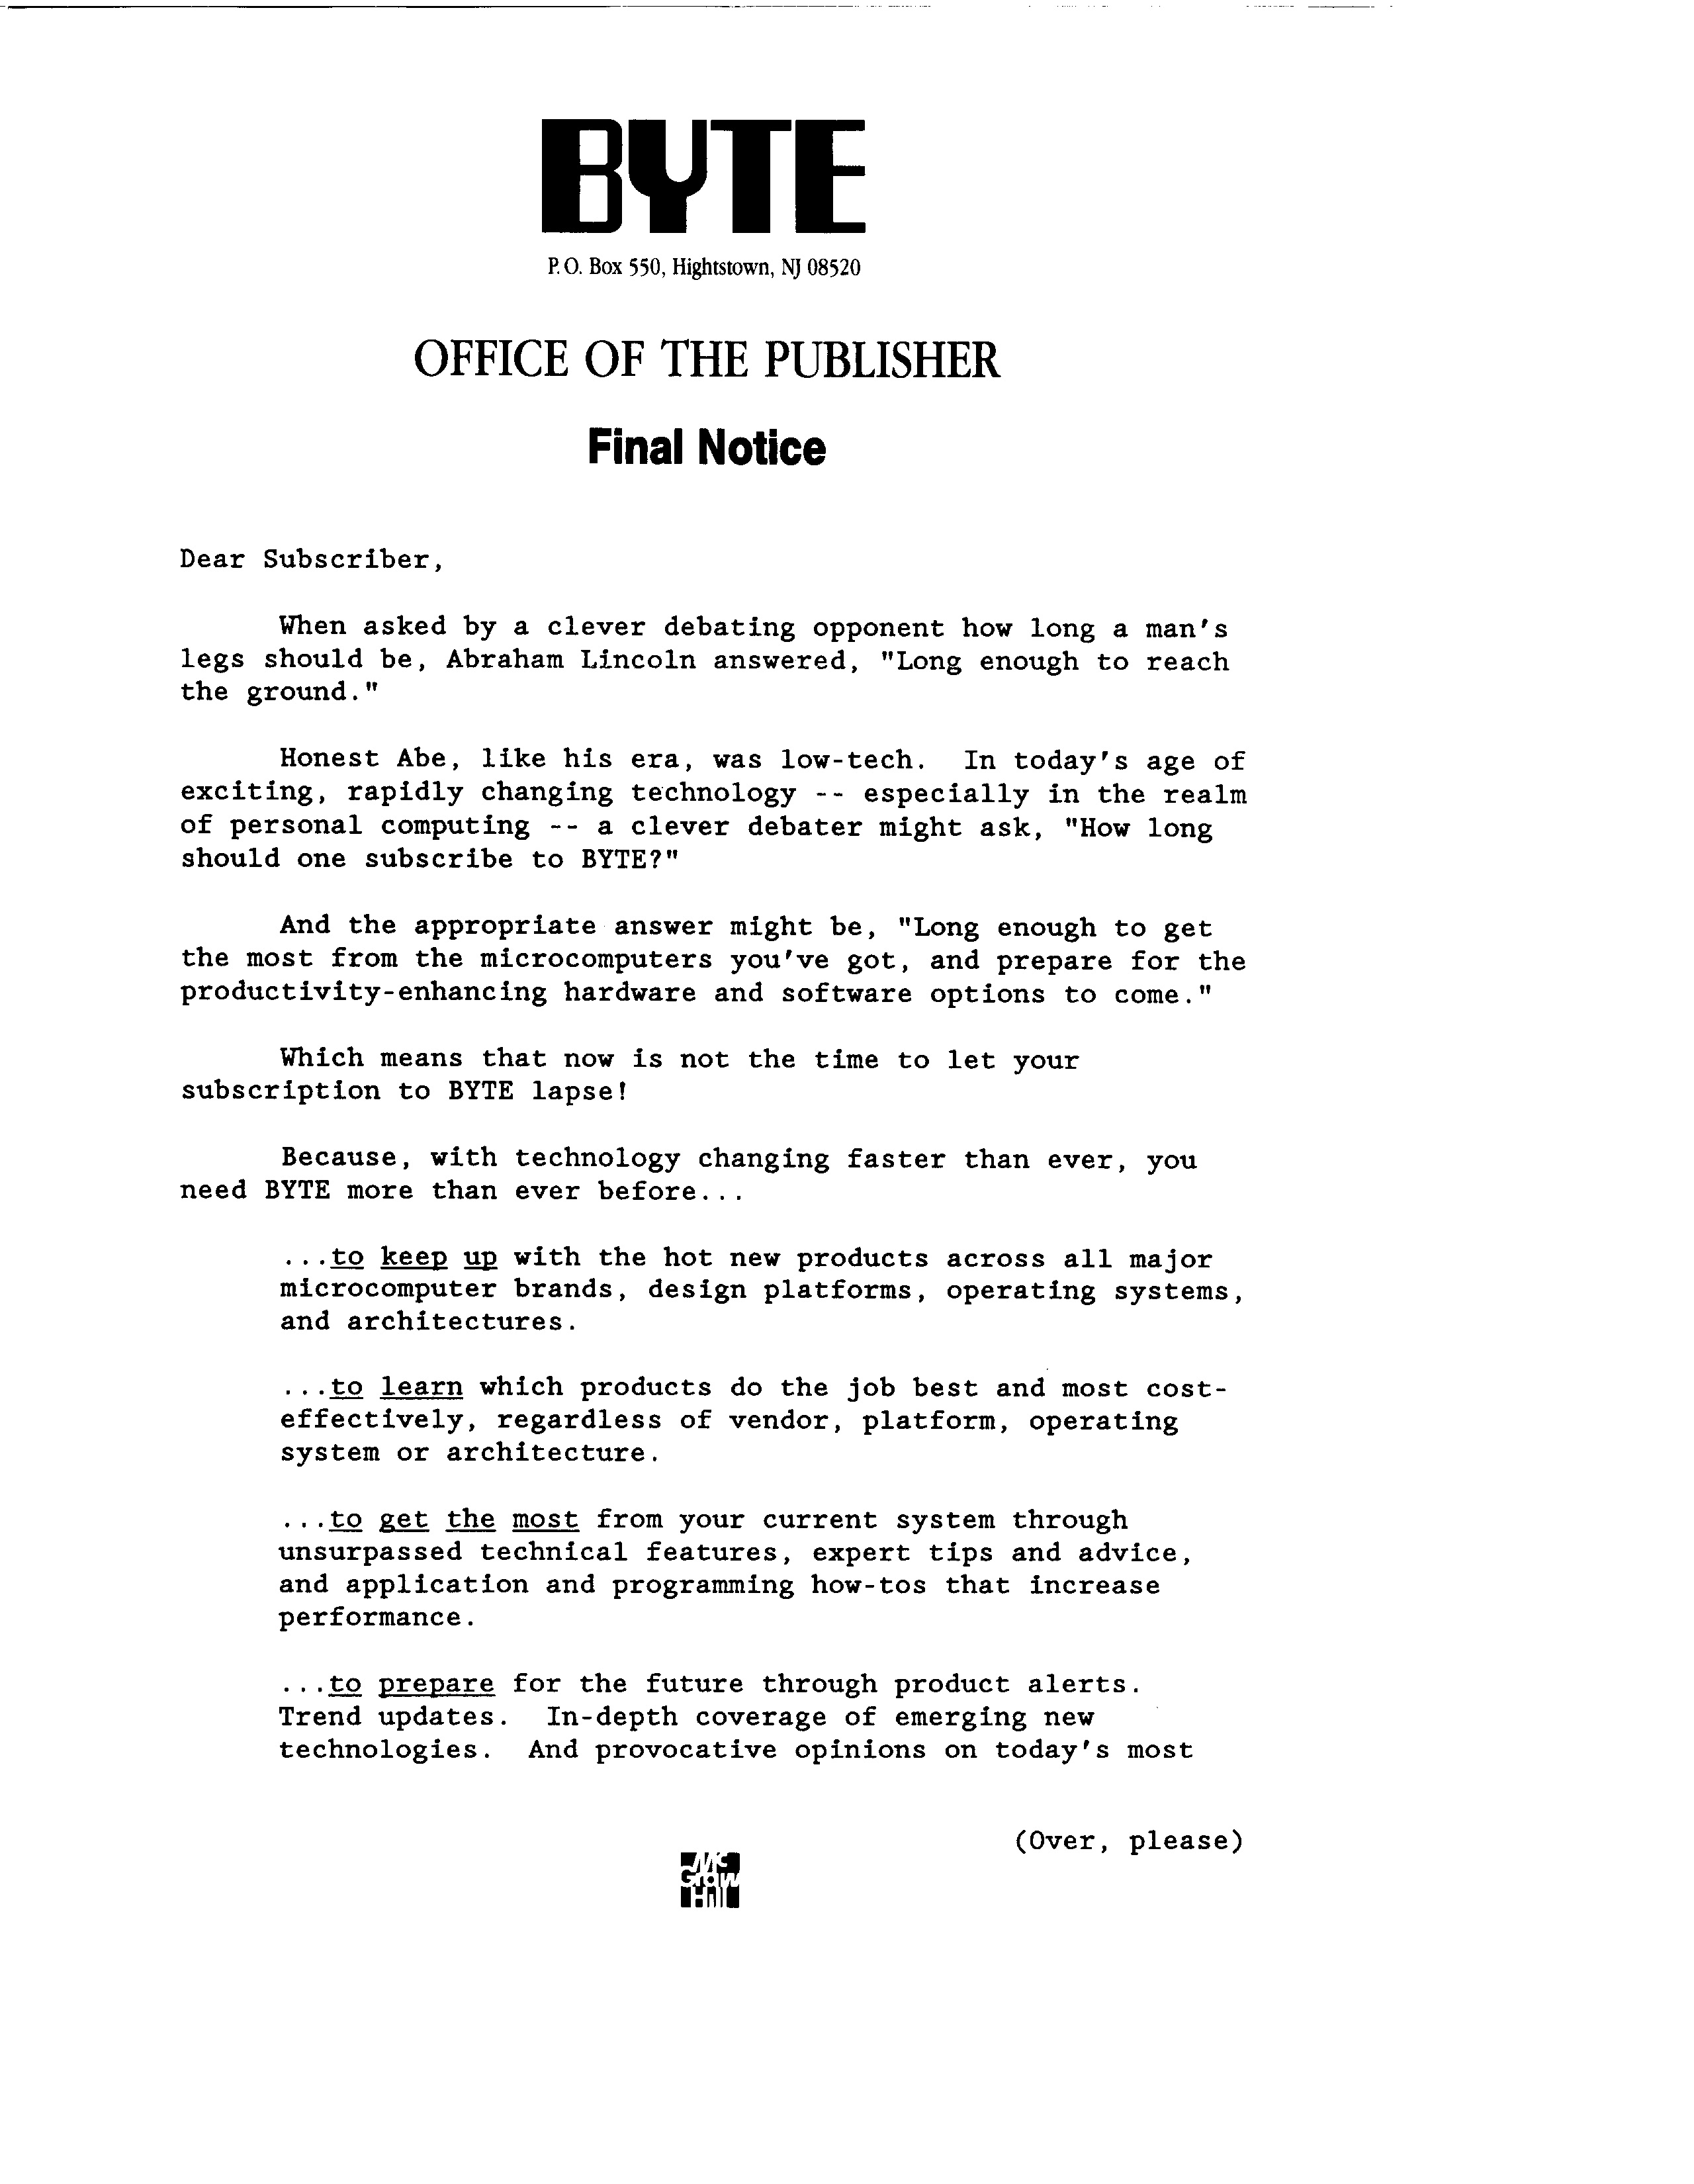 BYTE
P.O. Box 550, Hightstown, NJ 08520
OFFICE OF THE PUBLISHER
Final Notice
Dear Subscriber,
When asked by a clever debating opponent how long a man's
legs should be, Abraham Lincoln answered, "Long enough to reach
the ground."
Honest Abe, like his era, was low-tech. In today's age of
exciting, rapidly changing technology -- especially in the realm
of personal computing -- a clever debater might ask, "How long
should one subscribe to BYTE?"
And the appropriate answer might be, "Long enough to get
the most from the microcomputers you've got, and prepare for the
productivity-enhancing hardware and software options to come."
Which means that now is not the time to let your
subscription to BYTE lapse!
Because, with technology changing faster than ever, you
need BYTE more than ever before...
...to keep up with the hot new products across all major
microcomputer brands, design platforms, operating systems,
and architectures.
...to learn which products do the job best and most cost-
effectively, regardless of vendor, platform, operating
system or architecture.
...to get the most from your current system through
unsurpassed technical features, expert tips and advice,
and application and programming how-tos that increase
performance.
...to prepare for the future through product alerts.
Trend updates. In-depth coverage of emerging new
technologies. And provocative opinions on today's most
(Over, please)
Mc
Graw
Hill